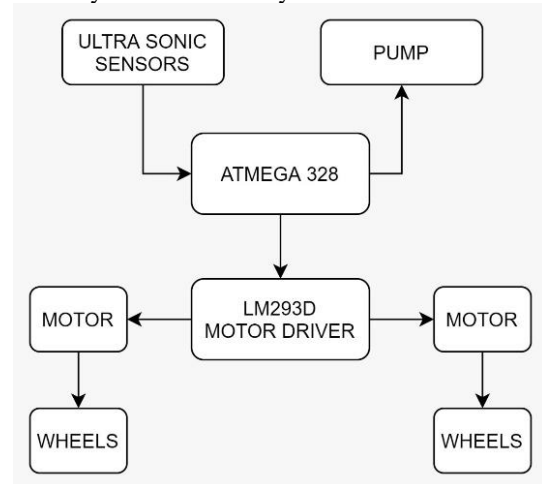 ULTRA SONIC
SENSORS
PUMP
ATMEGA 328
MOTOR
LM293D
MOTOR DRIVER
MOTOR
WHEELS
WHEELS